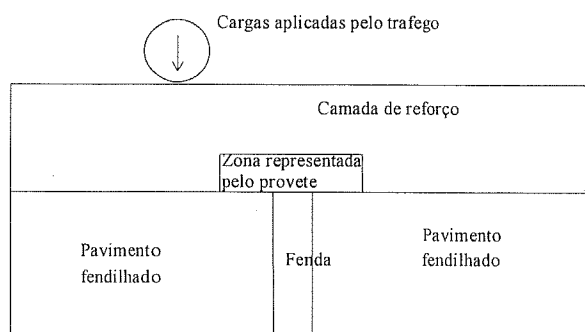 Cargas aplicadas pelo trafego
Camada de reforço
Zona representada
pelo provete
Pavimento
fendilhado
Fenda
Pavimento
fendilhado